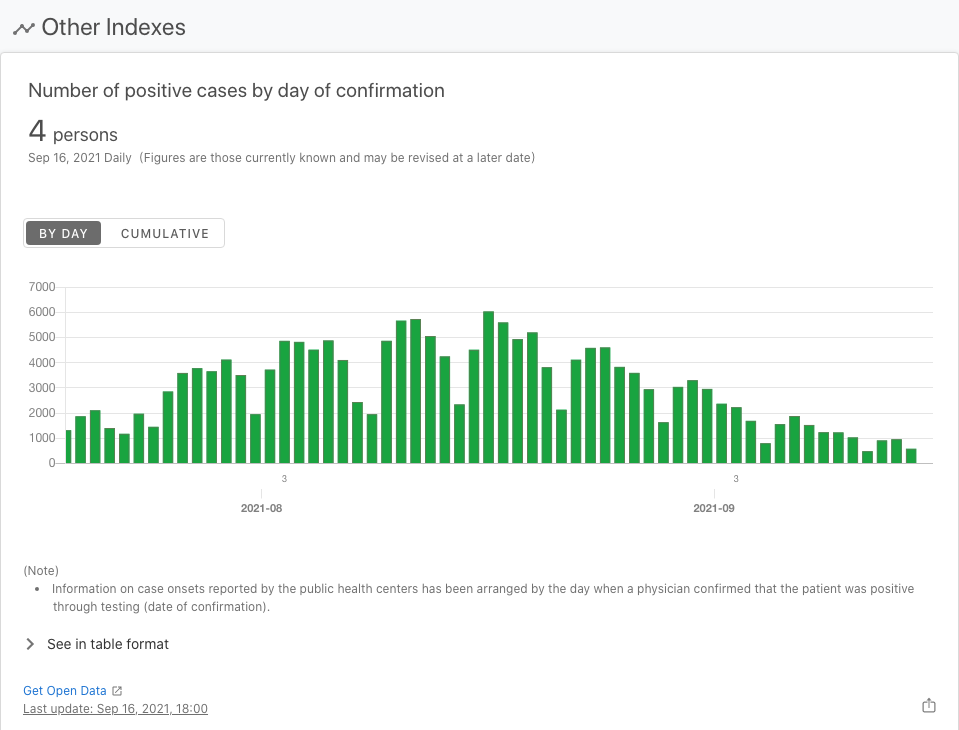 Other Indexes
Number of positive cases by day of confirmation
4 persons
Sep 16, 2021 Daily (Figures are those currently known and may be revised at a later date)
BY DAY CUMULATIVE
7000
6000
5000
4000
3000
2000
1000
0
3 3
2021-08 2021-09
(Note)
• Information on case onsets reported by the public health centers has been arranged by the day when a physician confirmed that the patient was positive
through testing (date of confirmation).
See in table format
Get Open Data
Last update: Sep 16, 2021, 18:00